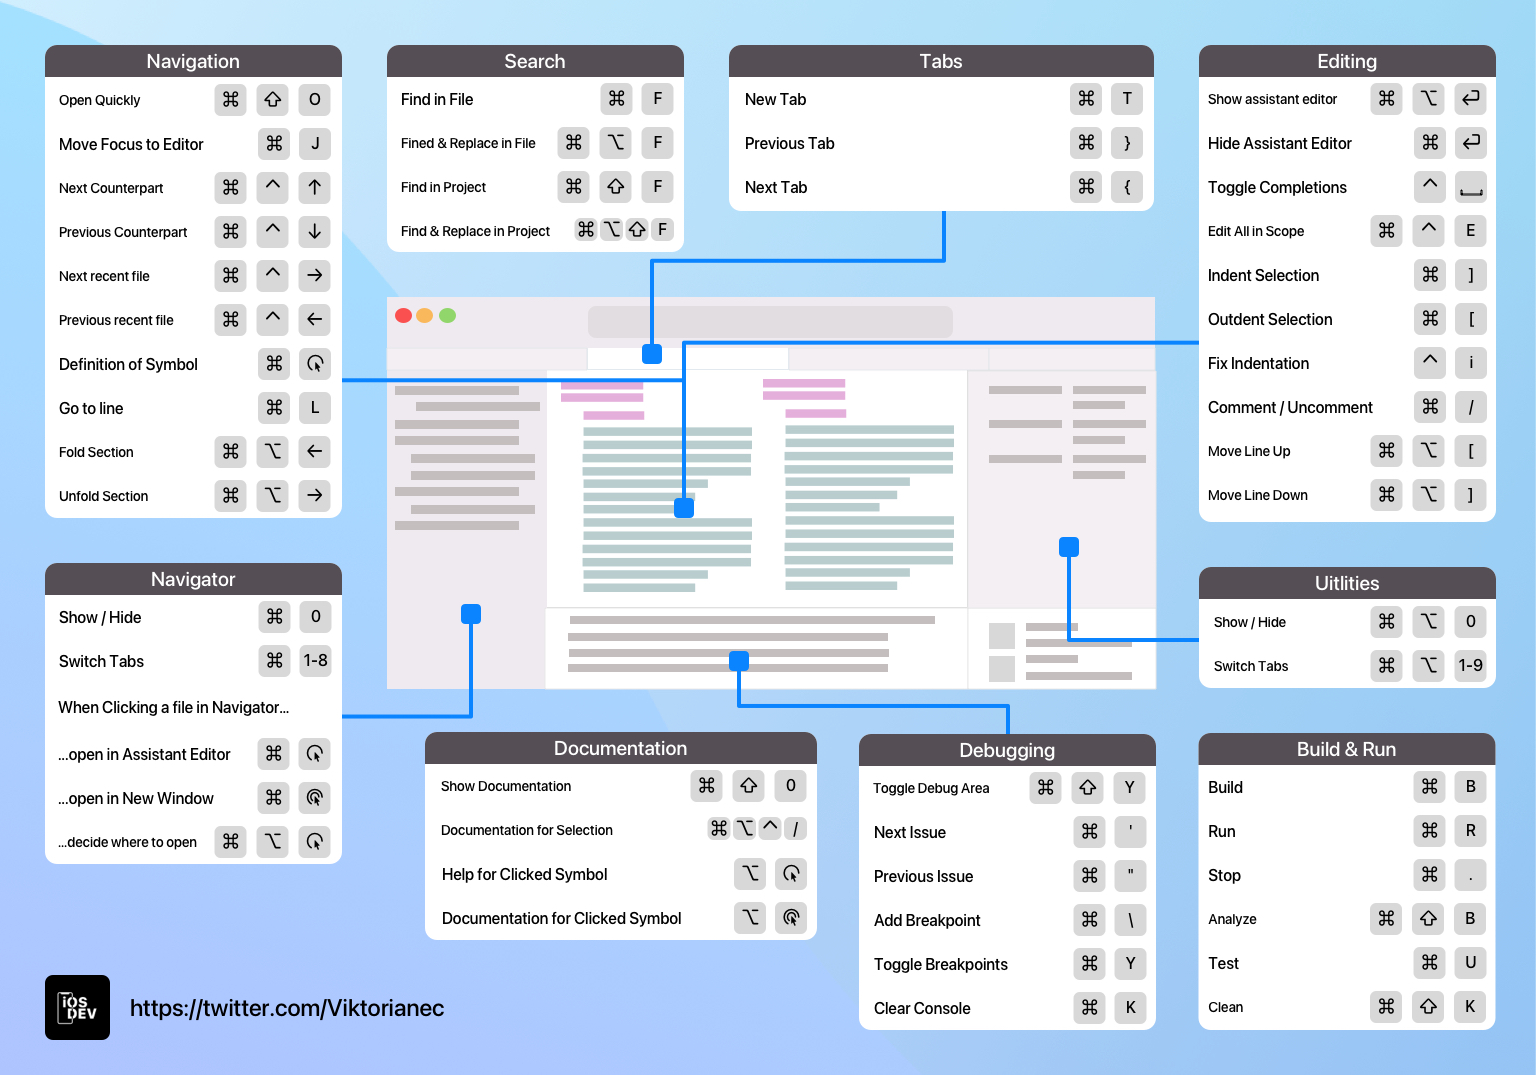 Navigation
Open Quickly ⌘ ⇧ O
Move Focus to Editor ⌘ J
Next Counterpart ⌘ ^ ↑
Previous Counterpart ⌘ ^ ↓
Next recent file ⌘ ^ →
Previous recent file ⌘ ^ ←
Definition of Symbol ⌘
Go to line ⌘ L
Fold Section ⌘ ⌥ ←
Unfold Section ⌘ ⌥ →
Search
Find in File ⌘ F
Fined & Replace in File ⌘ ⌥ F
Find in Project ⌘ ⇧ F
Find & Replace in Project ⌘ ⌥ ⇧ F
Tabs
New Tab ⌘ T
Previous Tab ⌘ }
Next Tab ⌘ {
Editing
Show assistant editor ⌘ ⌥ ↩
Hide Assistant Editor ⌘ ↩
Toggle Completions ^ ⎵
Edit All in Scope ⌘ ^ E
Indent Selection ⌘ ]
Outdent Selection ⌘ [
Fix Indentation ^ i
Comment / Uncomment ⌘ /
Move Line Up ⌘ ⌥ [
Move Line Down ⌘ ⌥ ]
Navigator
Show / Hide ⌘ 0
Switch Tabs ⌘ 1-8
When Clicking a file in Navigator...
...open in Assistant Editor ⌘
...open in New Window ⌘
...decide where to open ⌘ ⌥
Uitlities
Show / Hide ⌘ ⌥ 0
Switch Tabs ⌘ ⌥ 1-9
Documentation
Show Documentation ⌘ ⇧ 0
Documentation for Selection ⌘ ⌥ ^ /
Help for Clicked Symbol ⌥
Documentation for Clicked Symbol ⌥
Debugging
Toggle Debug Area ⌘ ⇧ Y
Next Issue ⌘ '
Previous Issue ⌘ "
Add Breakpoint ⌘ \
Toggle Breakpoints ⌘ Y
Clear Console ⌘ K
Build & Run
Build ⌘ B
Run ⌘ R
Stop ⌘ .
Analyze ⌘ ⇧ B
Test ⌘ U
Clean ⌘ ⇧ K
iOS
DEV
https://twitter.com/Viktorianec